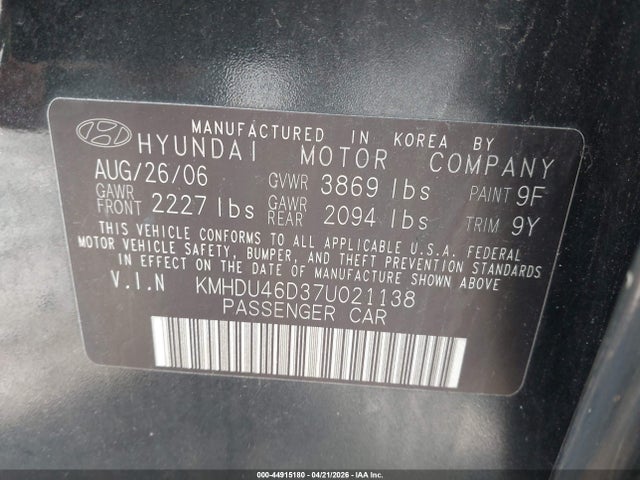 MANUFACTURED IN KOREA BY
HYUNDAI MOTOR COMPANY
AUG/26/06 GVWR 3869 lbs PAINT 9F
GAWR FRONT 2227 lbs GAWR REAR 2094 lbs TRIM 9Y
THIS VEHICLE CONFORMS TO ALL APPLICABLE U.S.A. FEDERAL
MOTOR VEHICLE SAFETY, BUMPER, AND THEFT PREVENTION STANDARDS
IN EFFECT ON THE DATE OF MANUFACTURE SHOWN ABOVE
V.I.N KMHDU46D37U021138
PASSENGER CAR
000-44915180 - 04/21/2026 - IAA Inc.